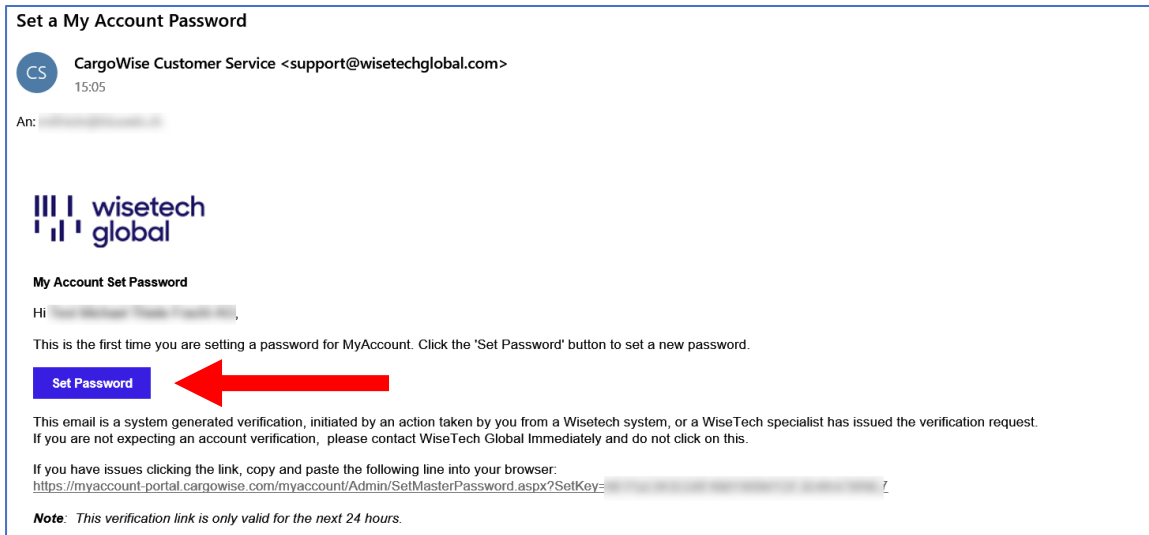 Set a My Account Password
CS
CargoWise Customer Service <support@wisetechglobal.com>
15:05
An:
wisetech
global
My Account Set Password
Hi ,
This is the first time you are setting a password for MyAccount. Click the 'Set Password' button to set a new password.
Set Password
This email is a system generated verification, initiated by an action taken by you from a Wisetech system, or a WiseTech specialist has issued the verification request.
If you are not expecting an account verification,  please contact WiseTech Global Immediately and do not click on this.
If you have issues clicking the link, copy and paste the following line into your browser:
https://myaccount-portal.cargowise.com/myaccount/Admin/SetMasterPassword.aspx?SetKey=
Note:  This verification link is only valid for the next 24 hours.